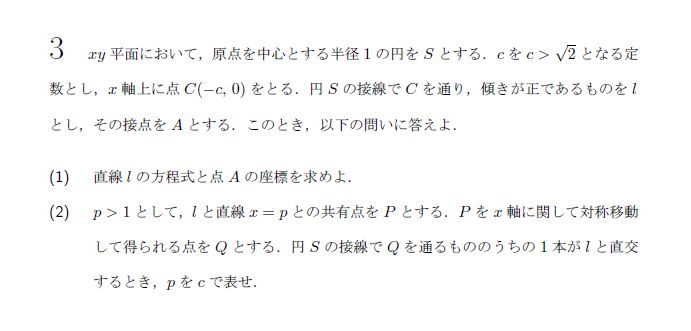 3 xy 平面において，原点を中心とする半径 1 の円を S とする．c を c > √2 となる定
数とし，x 軸上に点 C(−c, 0) をとる．円 S の接線で C を通り，傾きが正であるものを l
とし，その接点を A とする．このとき，以下の問いに答えよ．
(1) 直線 l の方程式と点 A の座標を求めよ．
(2) p > 1 として，l と直線 x = p との共有点を P とする．P を x 軸に関して対称移動
して得られる点を Q とする．円 S の接線で Q を通るもののうちの 1 本が l と直交
するとき，p を c で表せ．